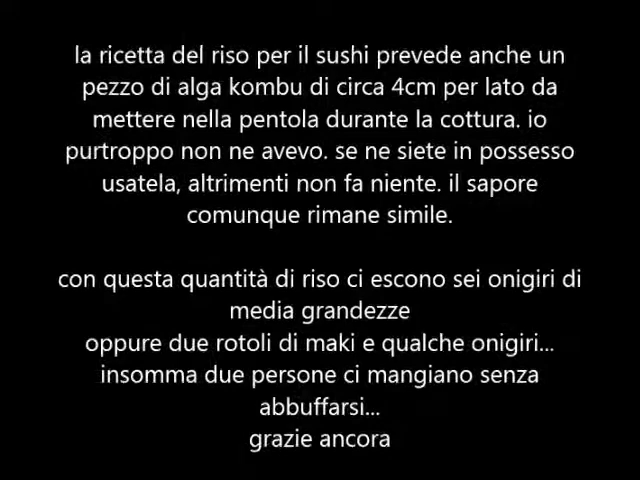 la ricetta del riso per il sushi prevede anche un
pezzo di alga kombu di circa 4cm per lato da
mettere nella pentola durante la cottura. io
purtroppo non ne avevo. se ne siete in possesso
usatela, altrimenti non fa niente. il sapore
comunque rimane simile.
con questa quantità di riso ci escono sei onigiri di
media grandezze
oppure due rotoli di maki e qualche onigiri...
insomma due persone ci mangiano senza
abbuffarsi...
grazie ancora